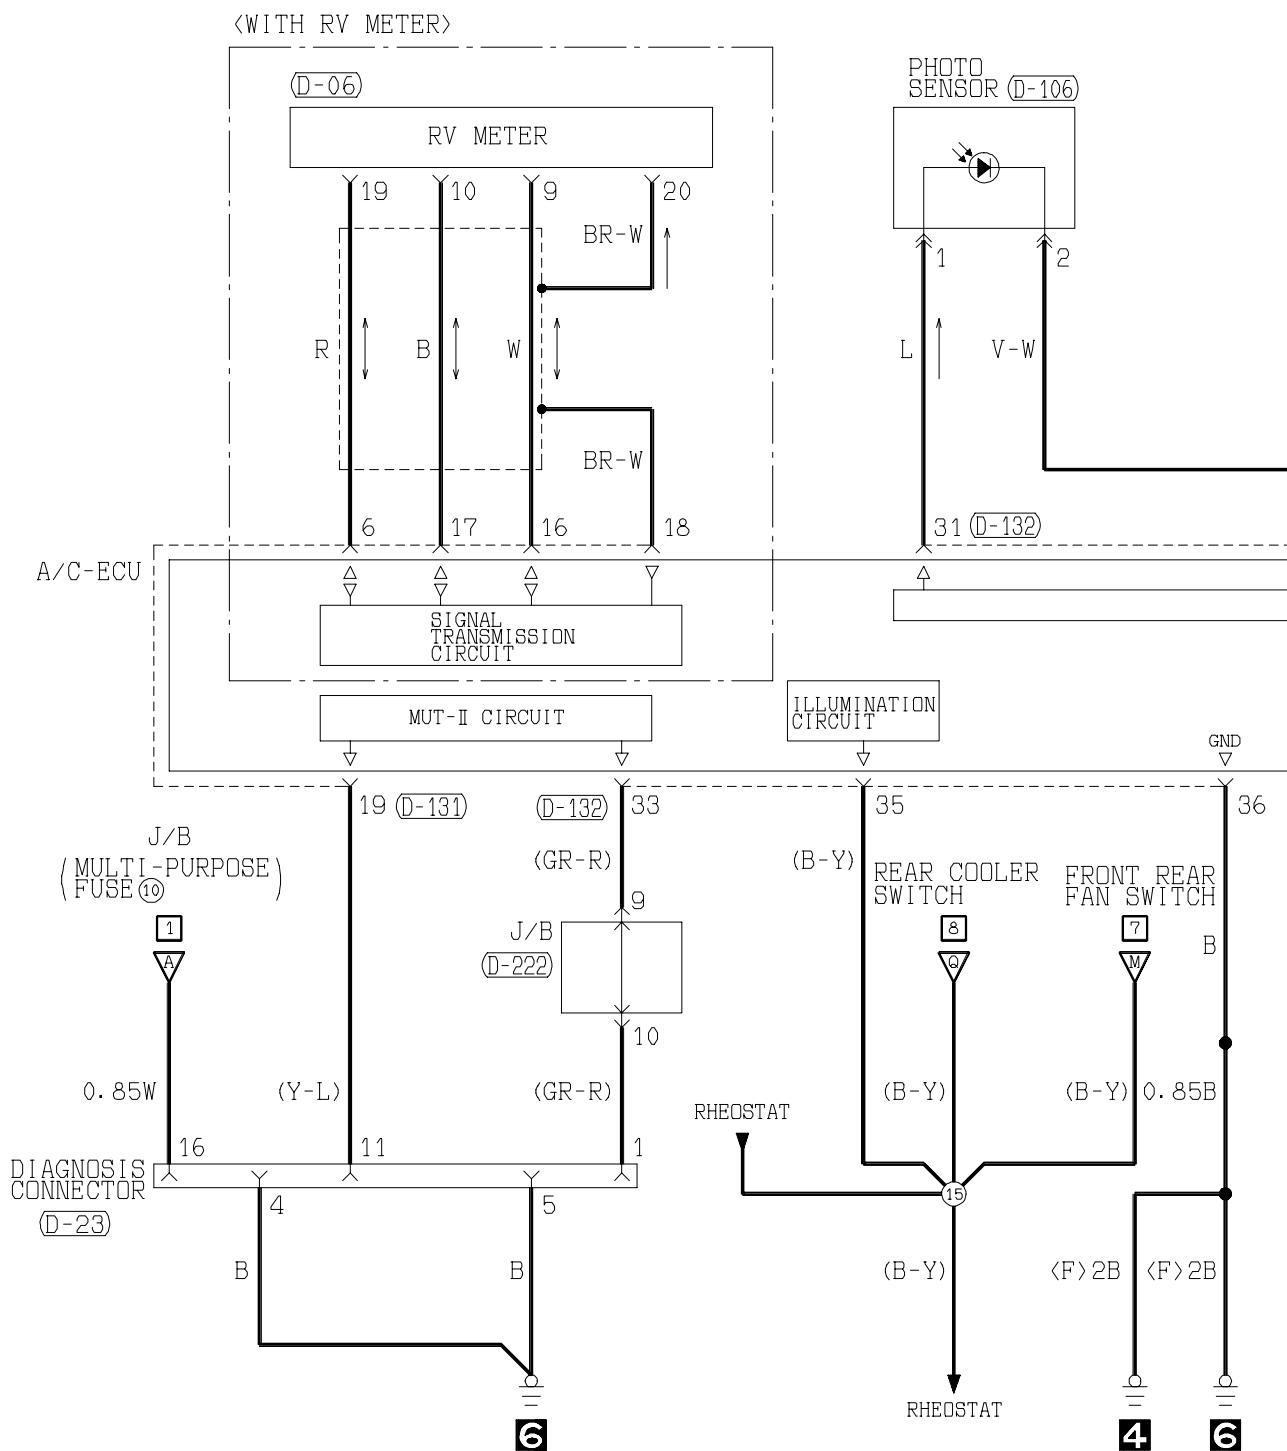 <WITH RV METER>
(D-06)
RV METER
19 10 9 20
BR-W
R B W
BR-W
6 17 16 18
PHOTO
SENSOR (D-106)
1 2
L V-W
31 (D-132)
A/C-ECU
SIGNAL
TRANSMISSION
CIRCUIT
MUT-Ⅱ CIRCUIT
ILLUMINATION
CIRCUIT
GND
19 (D-131) (D-132) 33 35 36
J/B
(MULTI-PURPOSE
FUSE⑩)
1
A
(GR-R)
9
J/B
(D-222)
10
(B-Y)
REAR COOLER
SWITCH
8
Q
FRONT REAR
FAN SWITCH
7
M
B
0.85W (Y-L) (GR-R) (B-Y) (B-Y) 0.85B
RHEOSTAT
16 11 1
DIAGNOSIS
CONNECTOR
(D-23)
4 5
15
B B (B-Y) <F>2B <F>2B
RHEOSTAT
6 4 6